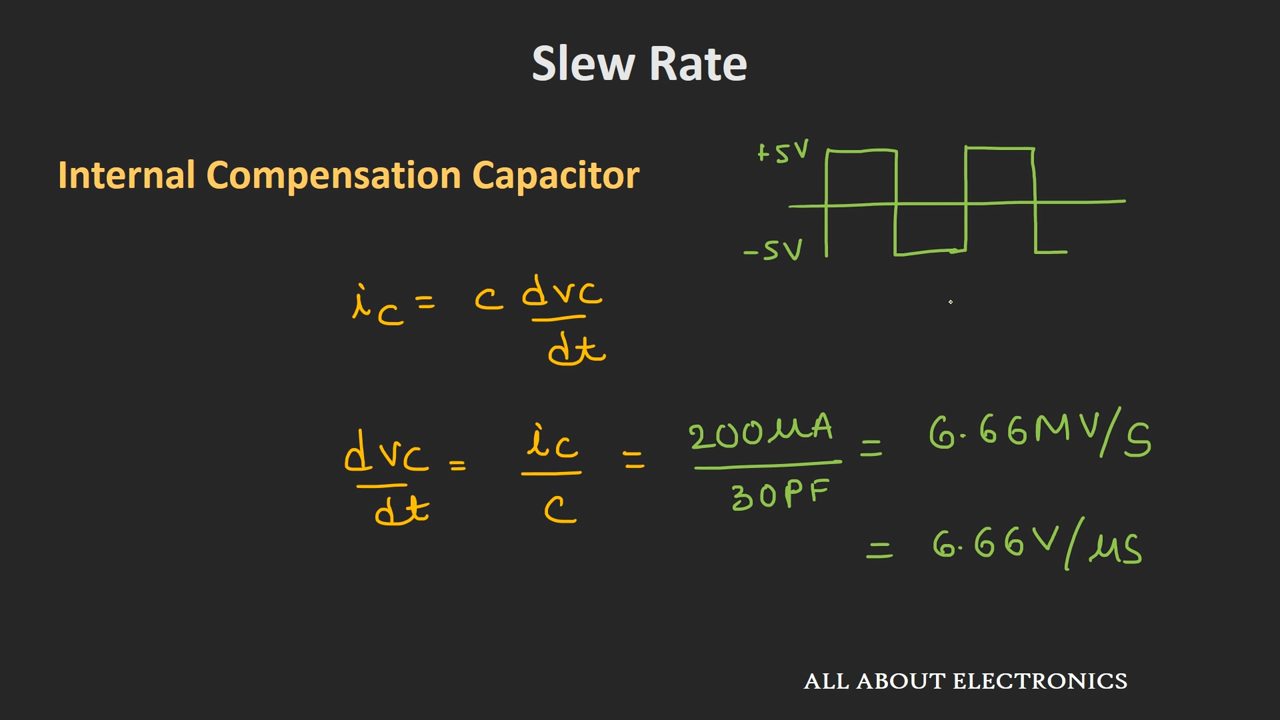 Slew Rate
Internal Compensation Capacitor
+5V
-5V
ic = c dvc/dt
dvc/dt = ic/c = 200μA/30PF = 6.66MV/S
= 6.66V/μS
ALL ABOUT ELECTRONICS